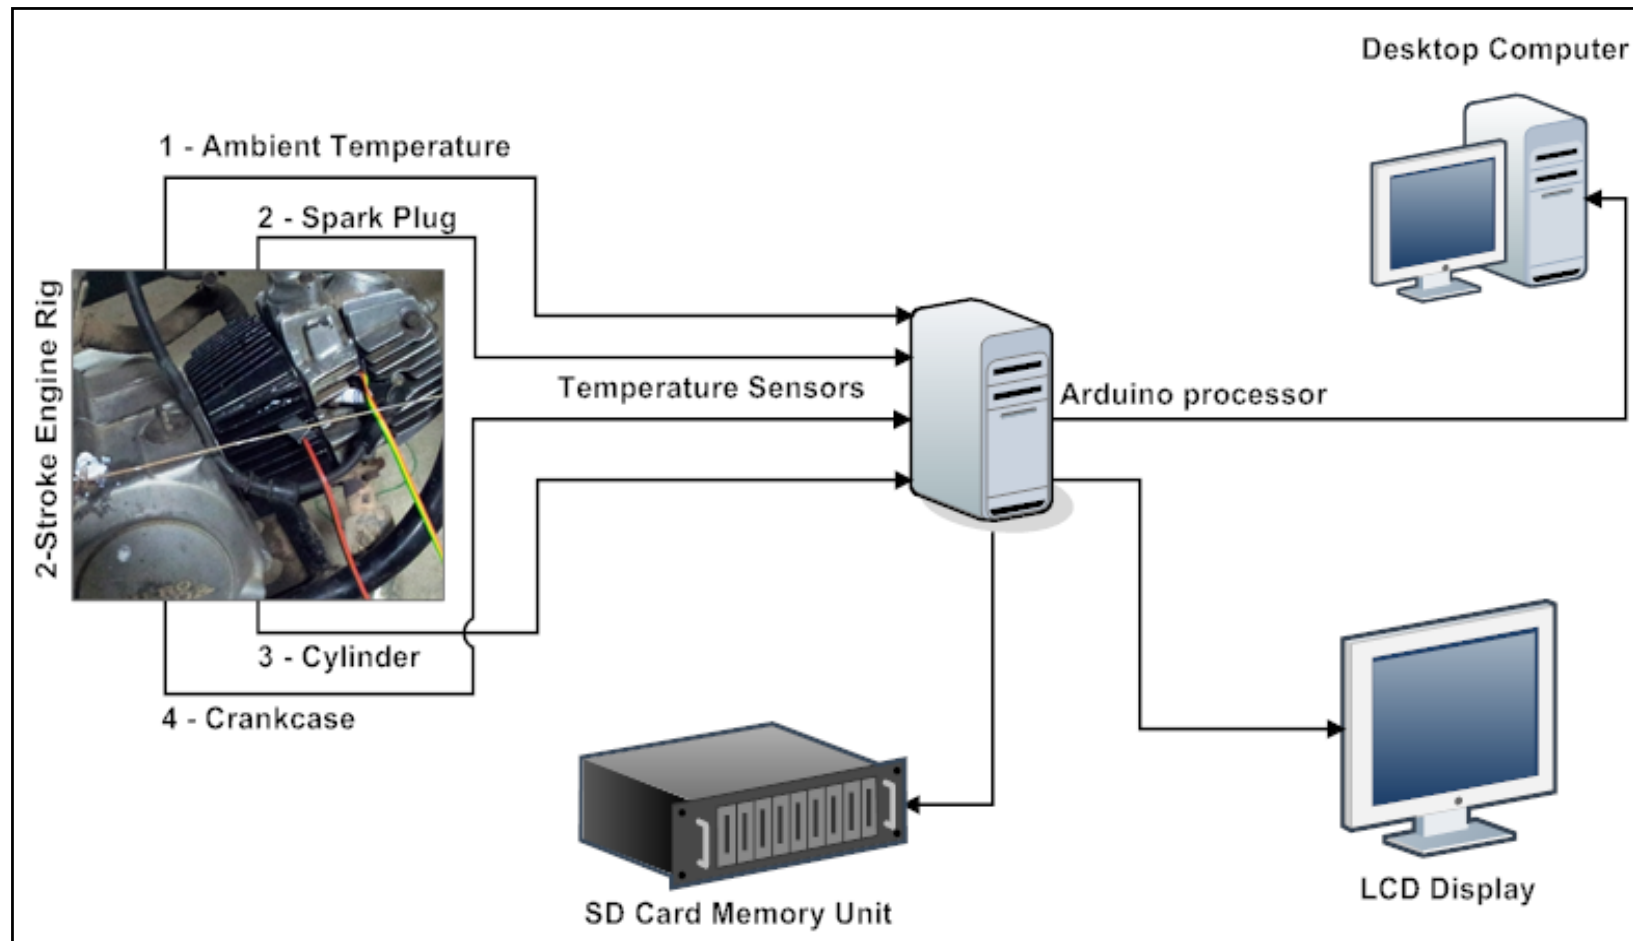 Desktop Computer
1 - Ambient Temperature
2 - Spark Plug
2-Stroke Engine Rig
Temperature Sensors
Arduino processor
3 - Cylinder
4 - Crankcase
SD Card Memory Unit
LCD Display